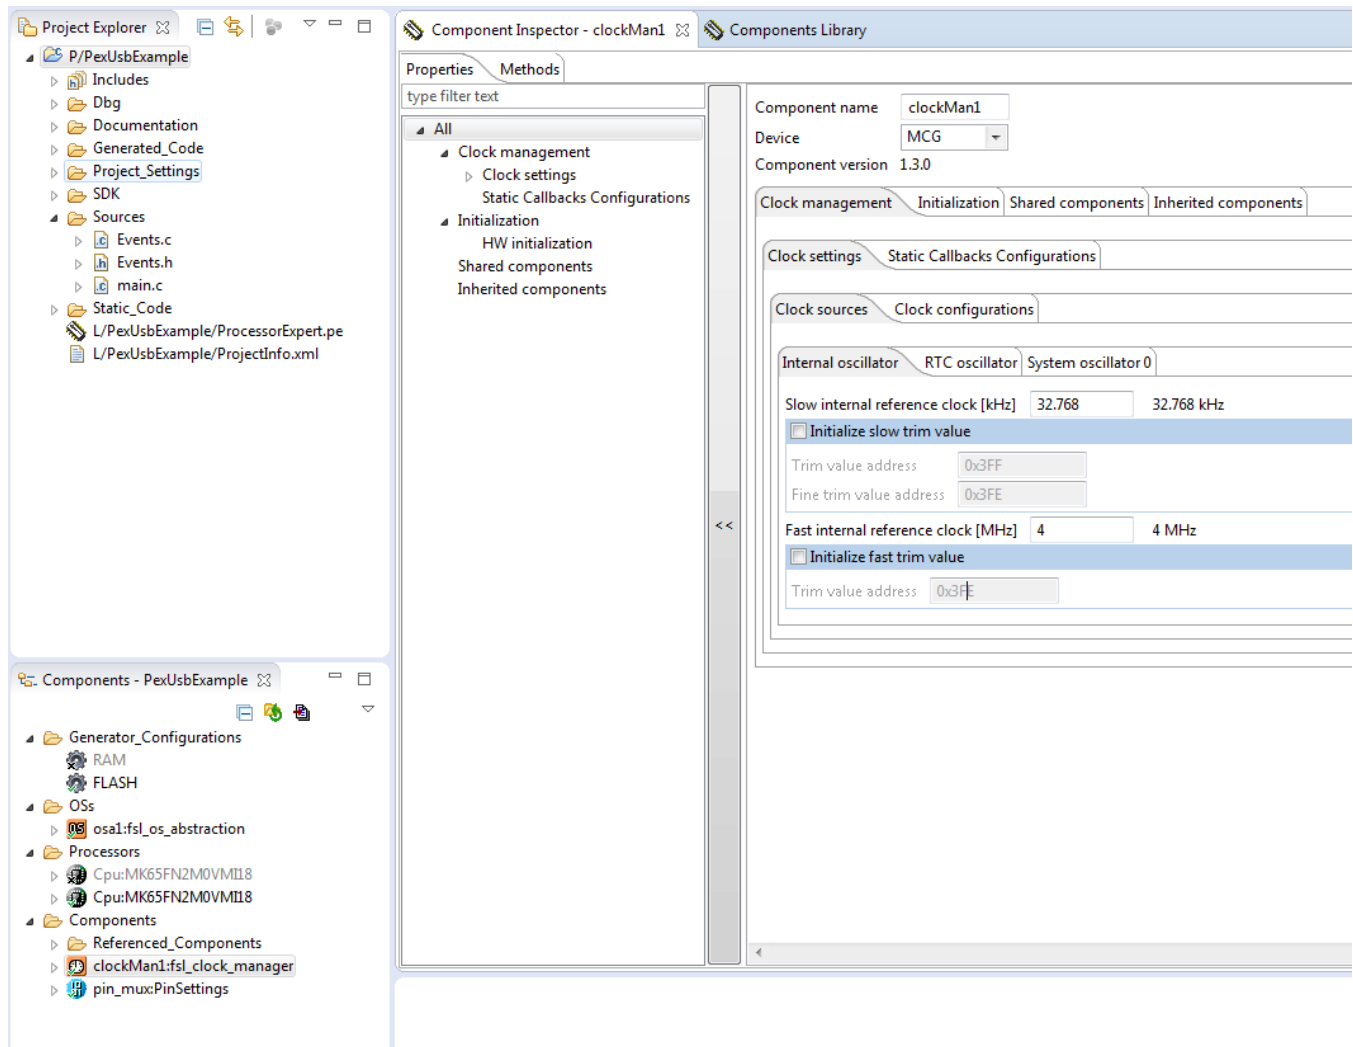 Project Explorer
P/PexUsbExample
Includes
Dbg
Documentation
Generated_Code
Project_Settings
SDK
Sources
Events.c
Events.h
main.c
Static_Code
L/PexUsbExample/ProcessorExpert.pe
L/PexUsbExample/ProjectInfo.xml
Components - PexUsbExample
Generator_Configurations
RAM
FLASH
OSs
osa1:fsl_os_abstraction
Processors
Cpu:MK65FN2M0VMI18
Cpu:MK65FN2M0VMI18
Components
Referenced_Components
clockMan1:fsl_clock_manager
pin_mux:PinSettings
Component Inspector - clockMan1 Components Library
Properties Methods
type filter text
All
Clock management
Clock settings
Static Callbacks Configurations
Initialization
HW initialization
Shared components
Inherited components
<<
Component name clockMan1
Device MCG
Component version 1.3.0
Clock management Initialization Shared components Inherited components
Clock settings Static Callbacks Configurations
Clock sources Clock configurations
Internal oscillator RTC oscillator System oscillator 0
Slow internal reference clock [kHz] 32.768 32.768 kHz
Initialize slow trim value
Trim value address 0x3FF
Fine trim value address 0x3FE
Fast internal reference clock [MHz] 4 4 MHz
Initialize fast trim value
Trim value address 0x3FE